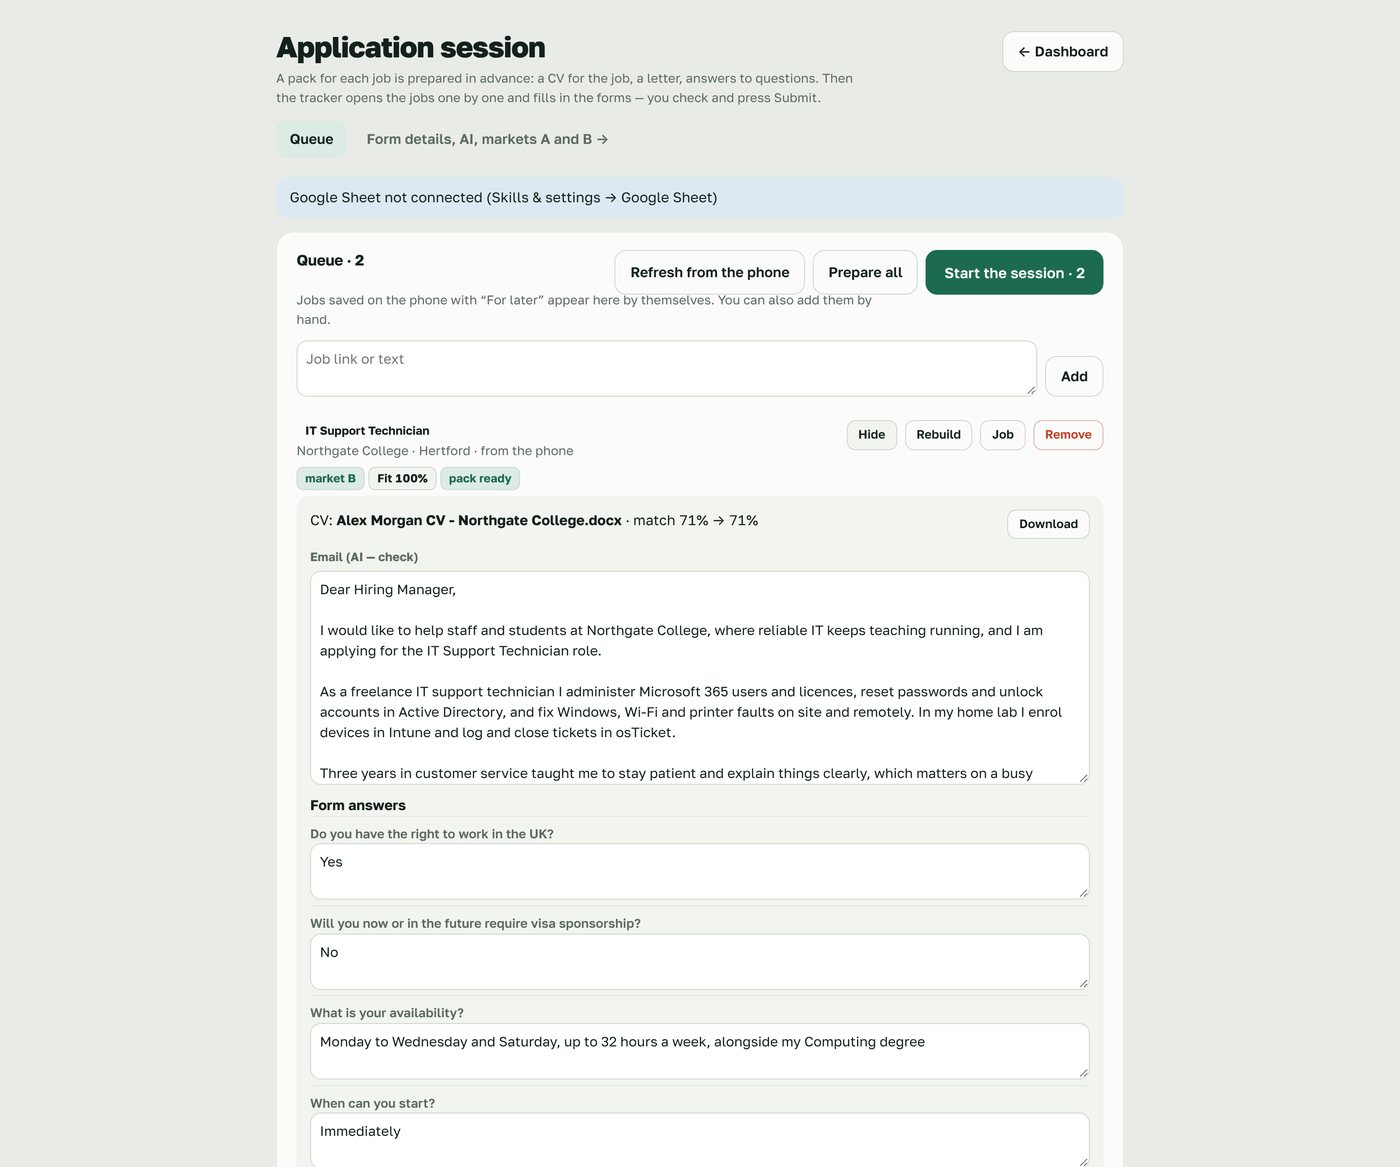 Application session
← Dashboard
A pack for each job is prepared in advance: a CV for the job, a letter, answers to questions. Then
the tracker opens the jobs one by one and fills in the forms — you check and press Submit.
Queue
Form details, AI, markets A and B →
Google Sheet not connected (Skills & settings → Google Sheet)
Queue · 2
Refresh from the phone
Prepare all
Start the session · 2
Jobs saved on the phone with “For later” appear here by themselves. You can also add them by
hand.
Job link or text
Add
IT Support Technician
Hide
Rebuild
Job
Remove
Northgate College · Hertford · from the phone
market B
Fit 100%
pack ready
CV: Alex Morgan CV - Northgate College.docx · match 71% → 71%
Download
Email (AI — check)
Dear Hiring Manager,
I would like to help staff and students at Northgate College, where reliable IT keeps teaching running, and I am
applying for the IT Support Technician role.
As a freelance IT support technician I administer Microsoft 365 users and licences, reset passwords and unlock
accounts in Active Directory, and fix Windows, Wi-Fi and printer faults on site and remotely. In my home lab I enrol
devices in Intune and log and close tickets in osTicket.
Three years in customer service taught me to stay patient and explain things clearly, which matters on a busy
Form answers
Do you have the right to work in the UK?
Yes
Will you now or in the future require visa sponsorship?
No
What is your availability?
Monday to Wednesday and Saturday, up to 32 hours a week, alongside my Computing degree
When can you start?
Immediately